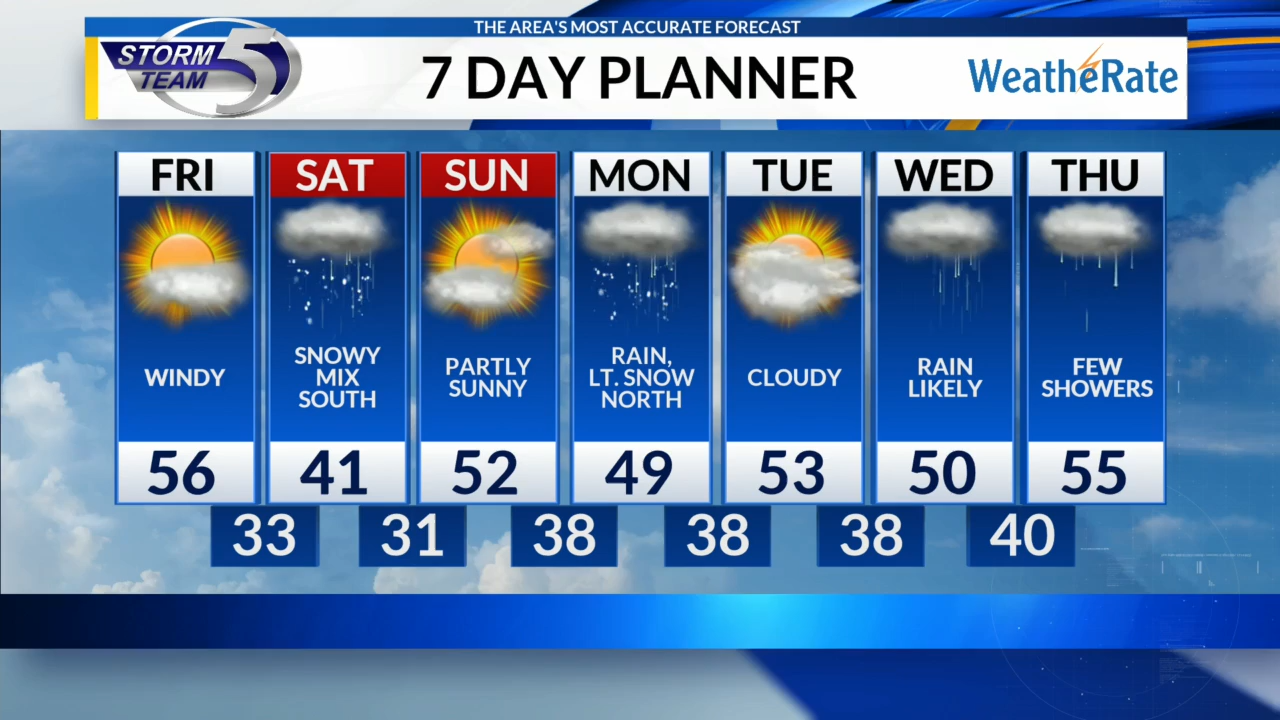 THE AREA'S MOST ACCURATE FORECAST
STORM
TEAM
5
7 DAY PLANNER
WeatheRate
FRI
SAT
SUN
MON
TUE
WED
THU
WINDY
SNOWY
MIX
SOUTH
PARTLY
SUNNY
RAIN,
LT. SNOW
NORTH
CLOUDY
RAIN
LIKELY
FEW
SHOWERS
56
41
52
49
53
50
55
33
31
38
38
38
40